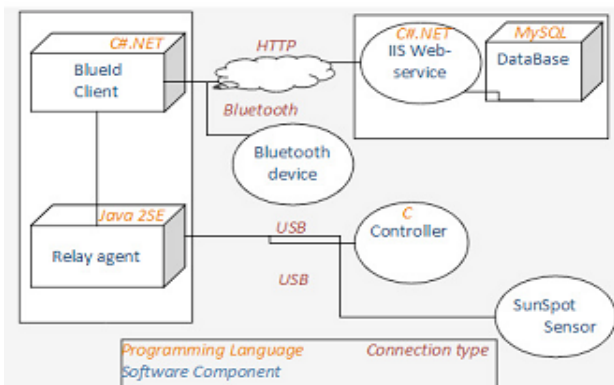 C#.NET
BlueId
Client
HTTP
Bluetooth
Bluetooth
device
C#.NET
IIS Web-
service
MySQL
DataBase
Java 2SE
Relay agent
USB
USB
C
Controller
SunSpot
Sensor
Programming Language
Connection type
Software Component